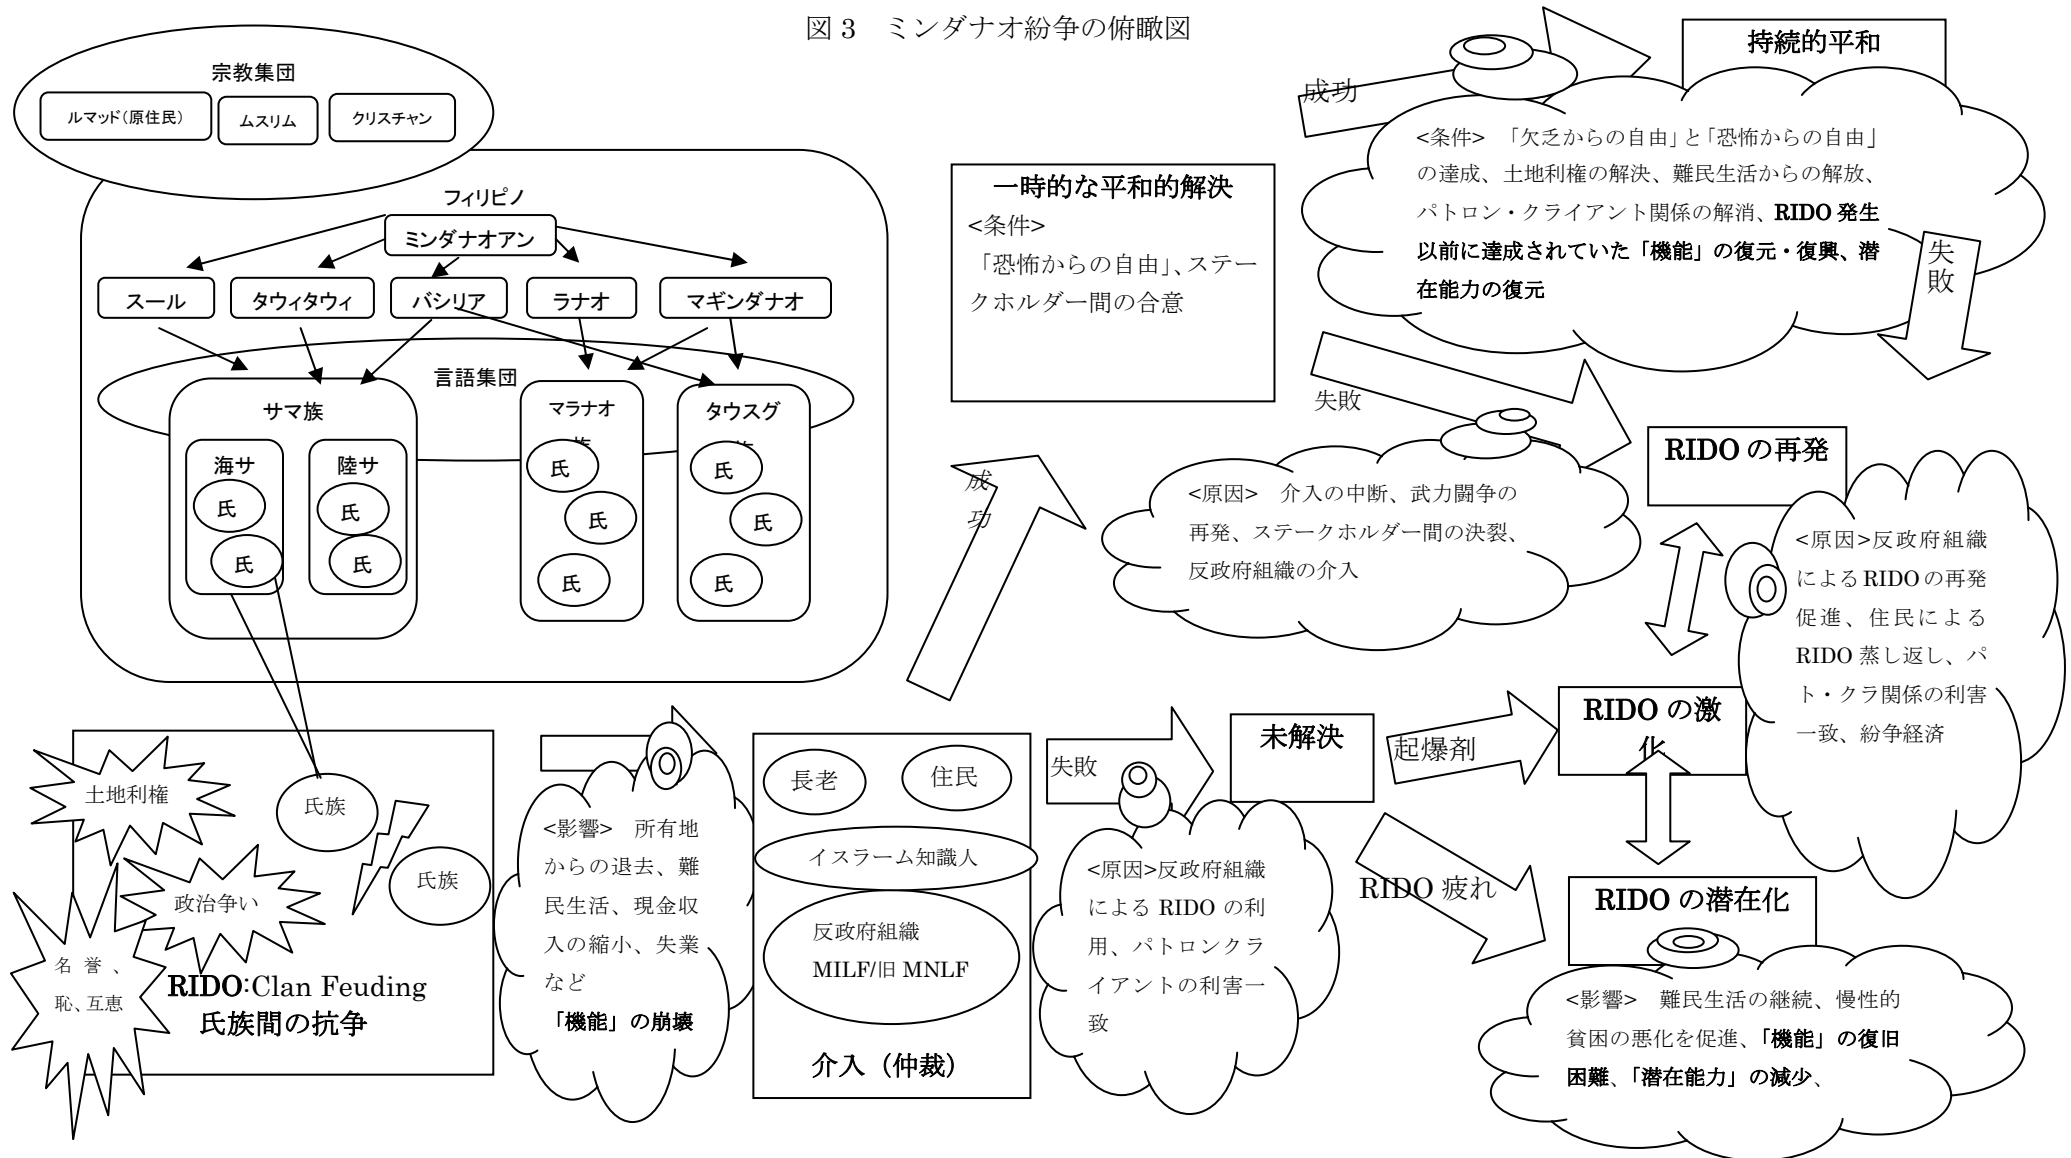 図 3　ミンダナオ紛争の俯瞰図
宗教集団
ルマッド(原住民)
ムスリム
クリスチャン
フィリピノ
ミンダナオアン
スール
タウィタウィ
バシリア
ラナオ
マギンダナオ
言語集団
サマ族
海サ
氏
氏
陸サ
氏
氏
マラナオ
氏
氏
氏
タウスグ
氏
氏
氏
土地利権
政治争い
名 誉 、
恥、互恵
氏族
氏族
RIDO:Clan Feuding
氏族間の抗争
<影響>　所有地
からの退去、難
民生活、現金収
入の縮小、失業
など
「機能」の崩壊
長老
住民
イスラーム知識人
反政府組織
MILF/旧 MNLF
介入（仲裁）
成
功
一時的な平和的解決
<条件>
「恐怖からの自由」、ステー
クホルダー間の合意
成功
持続的平和
<条件>　「欠乏からの自由」と「恐怖からの自由」
の達成、土地利権の解決、難民生活からの解放、
パトロン・クライアント関係の解消、RIDO 発生
以前に達成されていた「機能」の復元・復興、潜
在能力の復元
失
敗
失敗
<原因>　介入の中断、武力闘争の
再発、ステークホルダー間の決裂、
反政府組織の介入
RIDO の再発
<原因>反政府組織
による RIDO の再発
促進、住民による
RIDO 蒸し返し、パ
ト・クラ関係の利害
一致、紛争経済
失敗
未解決
<原因>反政府組織
による RIDO の利
用、パトロンクラ
イアントの利害一
致
起爆剤
RIDO の激
化
RIDO 疲れ
RIDO の潜在化
<影響>　難民生活の継続、慢性的
貧困の悪化を促進、「機能」の復旧
困難、「潜在能力」の減少、